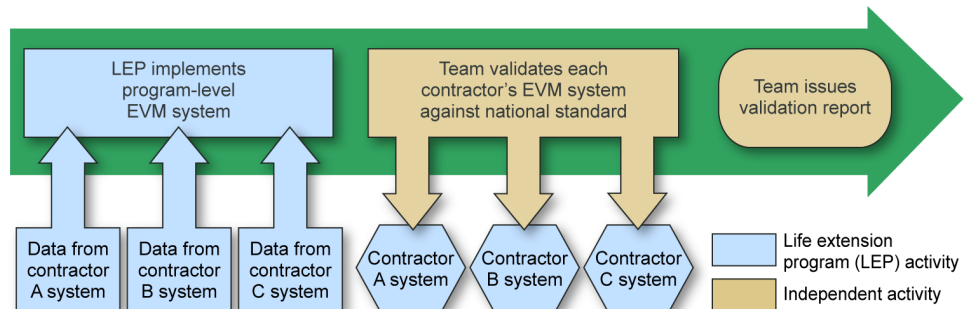 LEP implements
program-level
EVM system
Team validates each
contractor's EVM system
against national standard
Team issues
validation report
Data from
contractor
A system
Data from
contractor
B system
Data from
contractor
C system
Contractor
A system
Contractor
B system
Contractor
C system
Life extension
program (LEP) activity
Independent activity